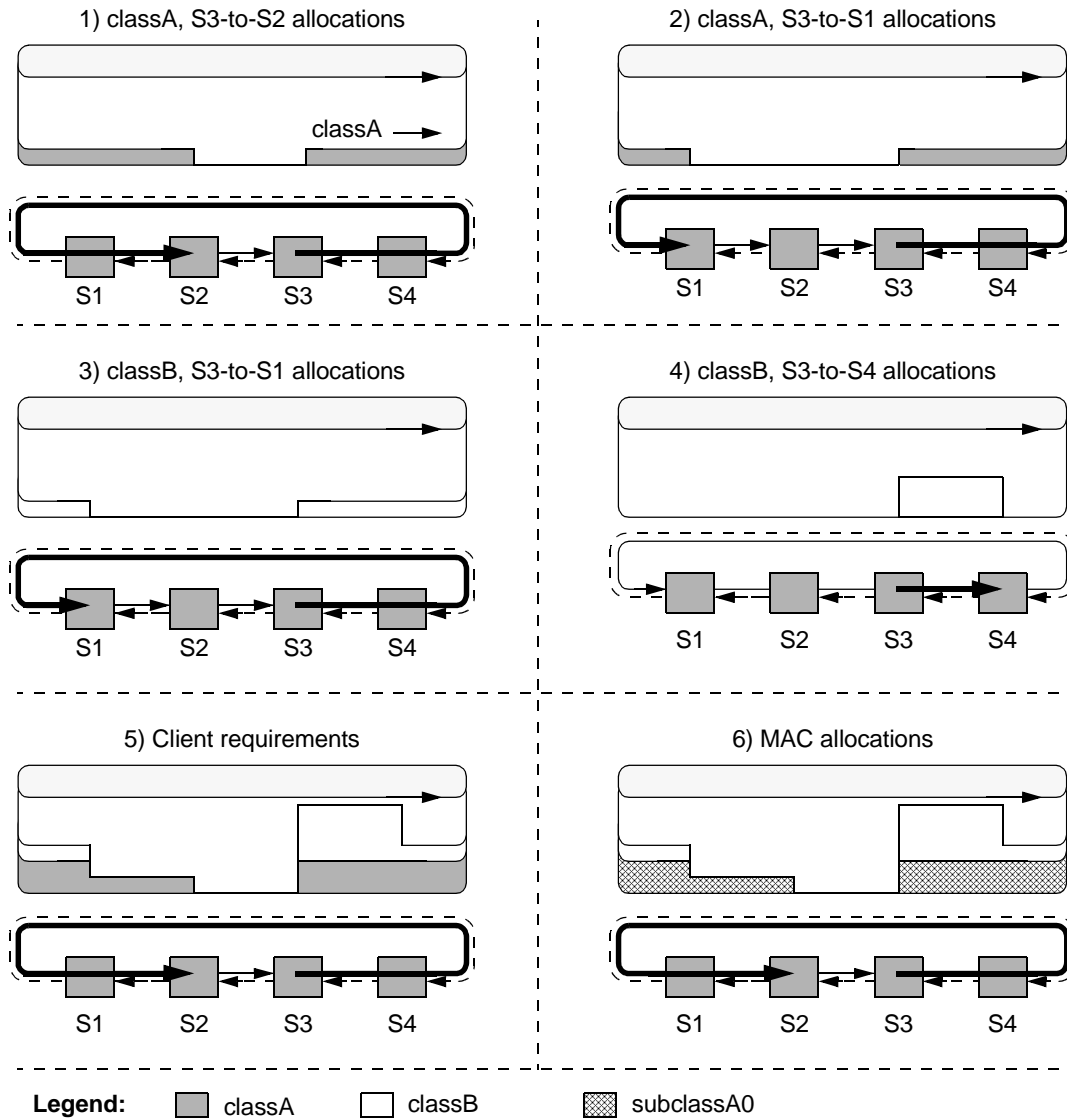 1) classA, S3-to-S2 allocations
2) classA, S3-to-S1 allocations
classA
S1 S2 S3 S4
S1 S2 S3 S4
3) classB, S3-to-S1 allocations
4) classB, S3-to-S4 allocations
S1 S2 S3 S4
S1 S2 S3 S4
5) Client requirements
6) MAC allocations
S1 S2 S3 S4
S1 S2 S3 S4
Legend: classA classB subclassA0